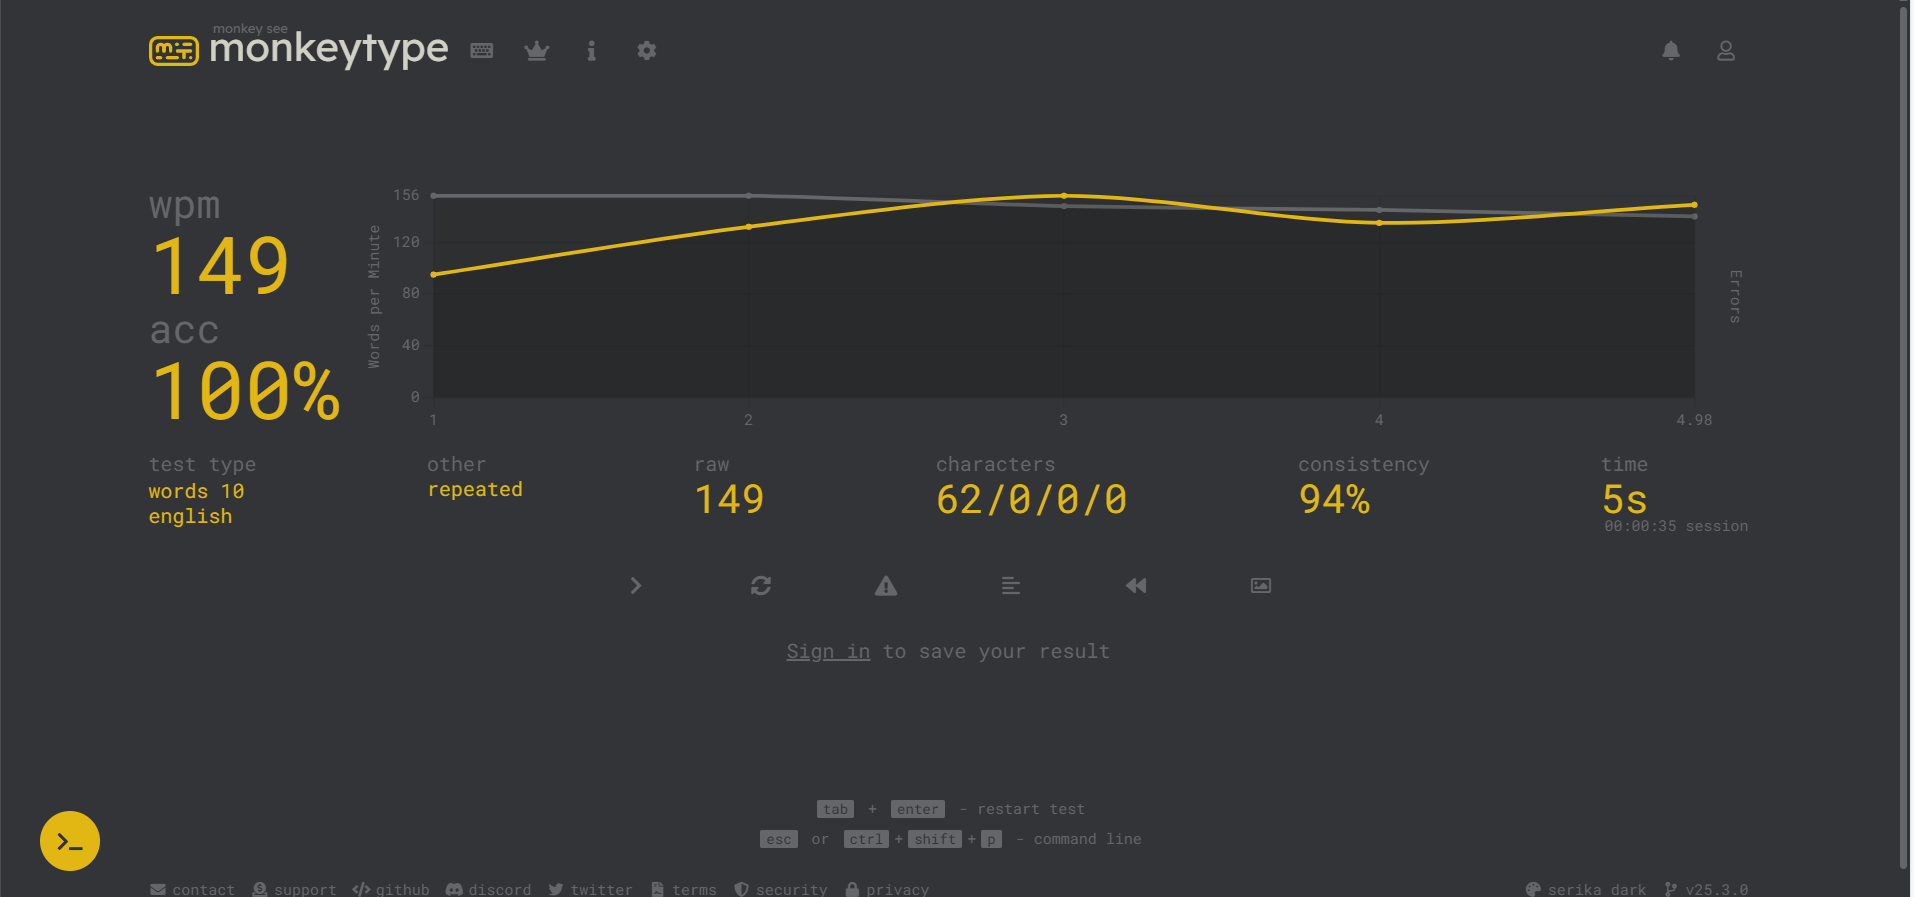 monkey see
monkeytype
wpm
149
acc
100%
Words per Minute
156
120
80
40
0
1 2 3 4 4.98
Errors
test type
words 10
english
other
repeated
raw
149
characters
62/0/0/0
consistency
94%
time
5s
00:00:35 session
Sign in to save your result
tab + enter - restart test
esc or ctrl + shift + p - command line
contact support github discord twitter terms security privacy serika dark v25.3.0